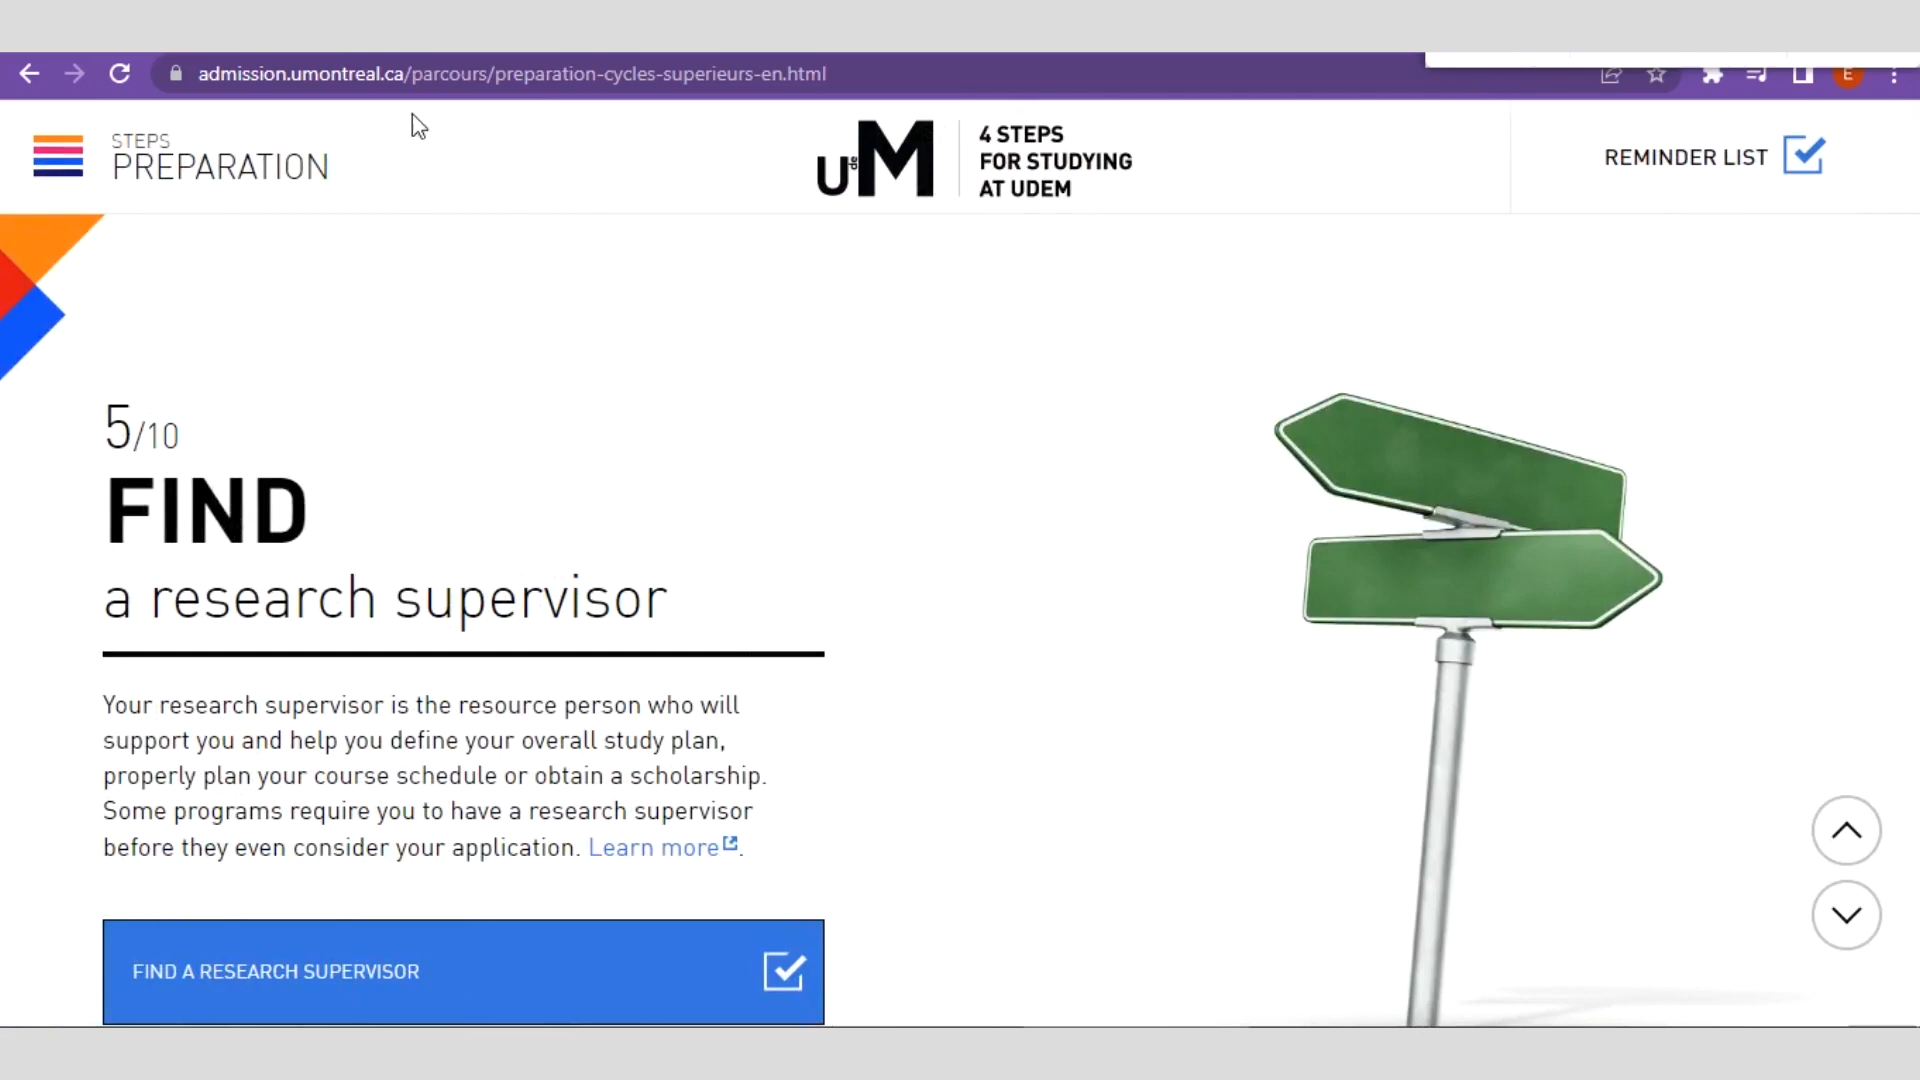 admission.umontreal.ca/parcours/preparation-cycles-superieurs-en.html
E
STEPS
PREPARATION
U de M
4 STEPS
FOR STUDYING
AT UDEM
REMINDER LIST
5/10
FIND
a research supervisor
Your research supervisor is the resource person who will
support you and help you define your overall study plan,
properly plan your course schedule or obtain a scholarship.
Some programs require you to have a research supervisor
before they even consider your application. Learn more.
FIND A RESEARCH SUPERVISOR